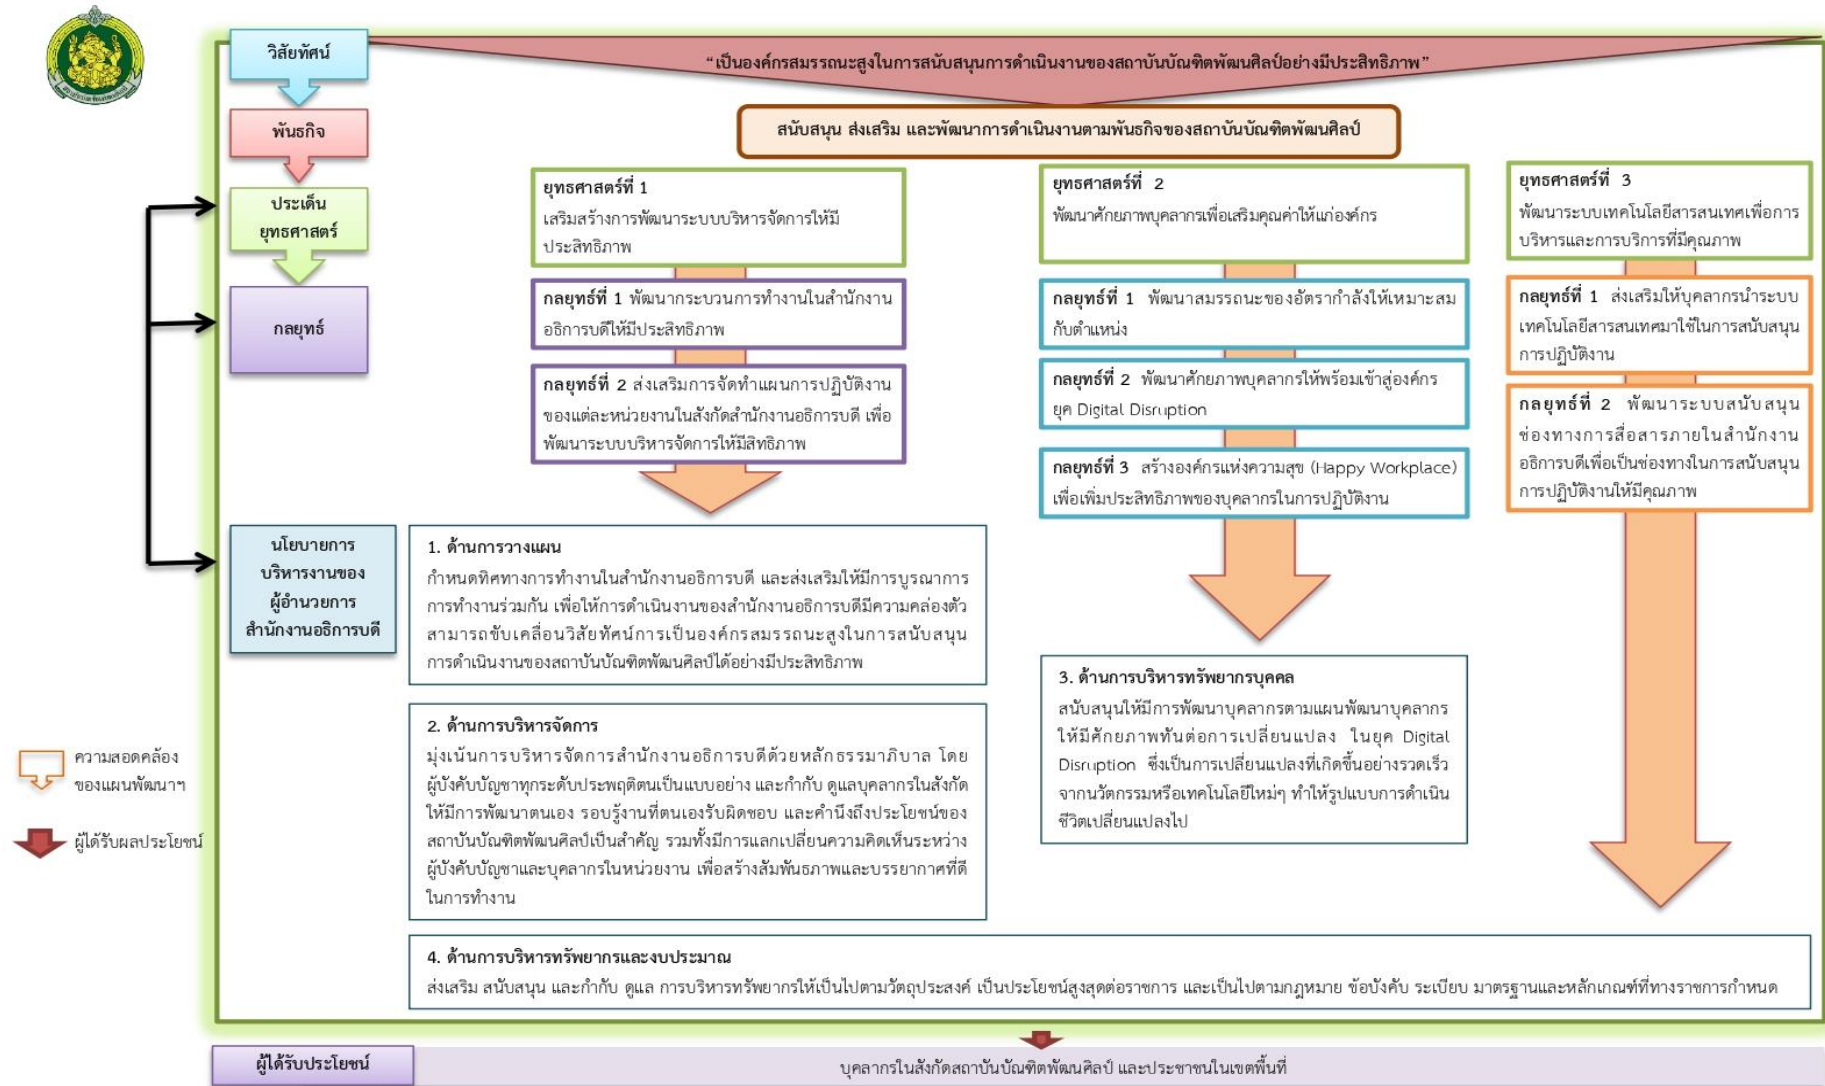 วิสัยทัศน์
“เป็นองค์กรสมรรถนะสูงในการสนับสนุนการดำเนินงานของสถาบันบัณฑิตพัฒนศิลป์อย่างมีประสิทธิภาพ”
พันธกิจ
สนับสนุน ส่งเสริม และพัฒนาการดำเนินงานตามพันธกิจของสถาบันบัณฑิตพัฒนศิลป์
ประเด็น
ยุทธศาสตร์
ยุทธศาสตร์ที่ 1
เสริมสร้างการพัฒนาระบบบริหารจัดการให้มี
ประสิทธิภาพ
ยุทธศาสตร์ที่ 2
พัฒนาศักยภาพบุคลากรเพื่อเสริมคุณค่าให้แก่องค์กร
ยุทธศาสตร์ที่ 3
พัฒนาระบบเทคโนโลยีสารสนเทศเพื่อการ
บริหารและการบริการที่มีคุณภาพ
กลยุทธ์
กลยุทธ์ที่ 1 พัฒนากระบวนการทำงานในสำนักงาน
อธิการบดีให้มีประสิทธิภาพ
กลยุทธ์ที่ 2 ส่งเสริมการจัดทำแผนการปฏิบัติงาน
ของแต่ละหน่วยงานในสังกัดสำนักงานอธิการบดี เพื่อ
พัฒนาระบบบริหารจัดการให้มีสิทธิภาพ
กลยุทธ์ที่ 1 พัฒนาสมรรถนะของอัตรากำลังให้เหมาะสม
กับตำแหน่ง
กลยุทธ์ที่ 2 พัฒนาศักยภาพบุคลากรให้พร้อมเข้าสู่องค์กร
ยุค Digital Disruption
กลยุทธ์ที่ 3 สร้างองค์กรแห่งความสุข (Happy Workplace)
เพื่อเพิ่มประสิทธิภาพของบุคลากรในการปฏิบัติงาน
กลยุทธ์ที่ 1 ส่งเสริมให้บุคลากรนำระบบ
เทคโนโลยีสารสนเทศมาใช้ในการสนับสนุน
การปฏิบัติงาน
กลยุทธ์ที่ 2 พัฒนาระบบสนับสนุน
ช่องทางการสื่อสารภายในสำนักงาน
อธิการบดีเพื่อเป็นช่องทางในการสนับสนุน
การปฏิบัติงานให้มีคุณภาพ
นโยบายการ
บริหารงานของ
ผู้อำนวยการ
สำนักงานอธิการบดี
1. ด้านการวางแผน
กำหนดทิศทางการทำงานในสำนักงานอธิการบดี และส่งเสริมให้มีการบูรณาการ
การทำงานร่วมกัน เพื่อให้การดำเนินงานของสำนักงานอธิการบดีมีความคล่องตัว
สามารถขับเคลื่อนวิสัยทัศน์การเป็นองค์กรสมรรถนะสูงในการสนับสนุน
การดำเนินงานของสถาบันบัณฑิตพัฒนศิลป์ได้อย่างมีประสิทธิภาพ
2. ด้านการบริหารจัดการ
มุ่งเน้นการบริหารจัดการสำนักงานอธิการบดีด้วยหลักธรรมาภิบาล โดย
ผู้บังคับบัญชาทุกระดับประพฤติตนเป็นแบบอย่าง และกำกับ ดูแลบุคลากรในสังกัด
ให้มีการพัฒนาตนเอง รอบรู้งานที่ตนเองรับผิดชอบ และคำนึงถึงประโยชน์ของ
สถาบันบัณฑิตพัฒนศิลป์เป็นสำคัญ รวมทั้งมีการแลกเปลี่ยนความคิดเห็นระหว่าง
ผู้บังคับบัญชาและบุคลากรในหน่วยงาน เพื่อสร้างสัมพันธภาพและบรรยากาศที่ดี
ในการทำงาน
3. ด้านการบริหารทรัพยากรบุคคล
สนับสนุนให้มีการพัฒนาบุคลากรตามแผนพัฒนาบุคลากร
ให้มีศักยภาพทันต่อการเปลี่ยนแปลง ในยุค Digital
Disruption ซึ่งเป็นการเปลี่ยนแปลงที่เกิดขึ้นอย่างรวดเร็ว
จากนวัตกรรมหรือเทคโนโลยีใหม่ๆ ทำให้รูปแบบการดำเนิน
ชีวิตเปลี่ยนแปลงไป
4. ด้านการบริหารทรัพยากรและงบประมาณ
ส่งเสริม สนับสนุน และกำกับ ดูแล การบริหารทรัพยากรให้เป็นไปตามวัตถุประสงค์ เป็นประโยชน์สูงสุดต่อราชการ และเป็นไปตามกฎหมาย ข้อบังคับ ระเบียบ มาตรฐานและหลักเกณฑ์ที่ทางราชการกำหนด
ความสอดคล้อง
ของแผนพัฒนาฯ
ผู้ได้รับผลประโยชน์
ผู้ได้รับประโยชน์
บุคลากรในสังกัดสถาบันบัณฑิตพัฒนศิลป์ และประชาชนในเขตพื้นที่